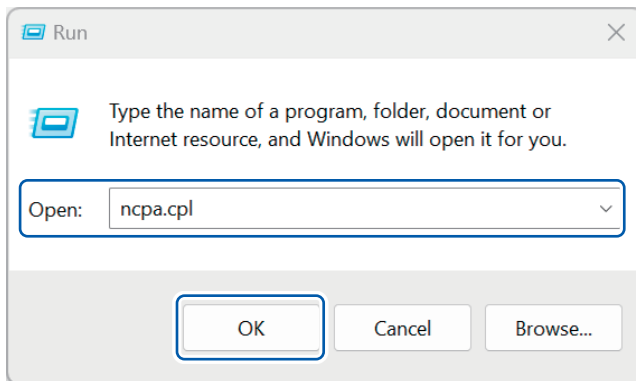 Run
Type the name of a program, folder, document or
Internet resource, and Windows will open it for you.
Open: ncpa.cpl
OK Cancel Browse...